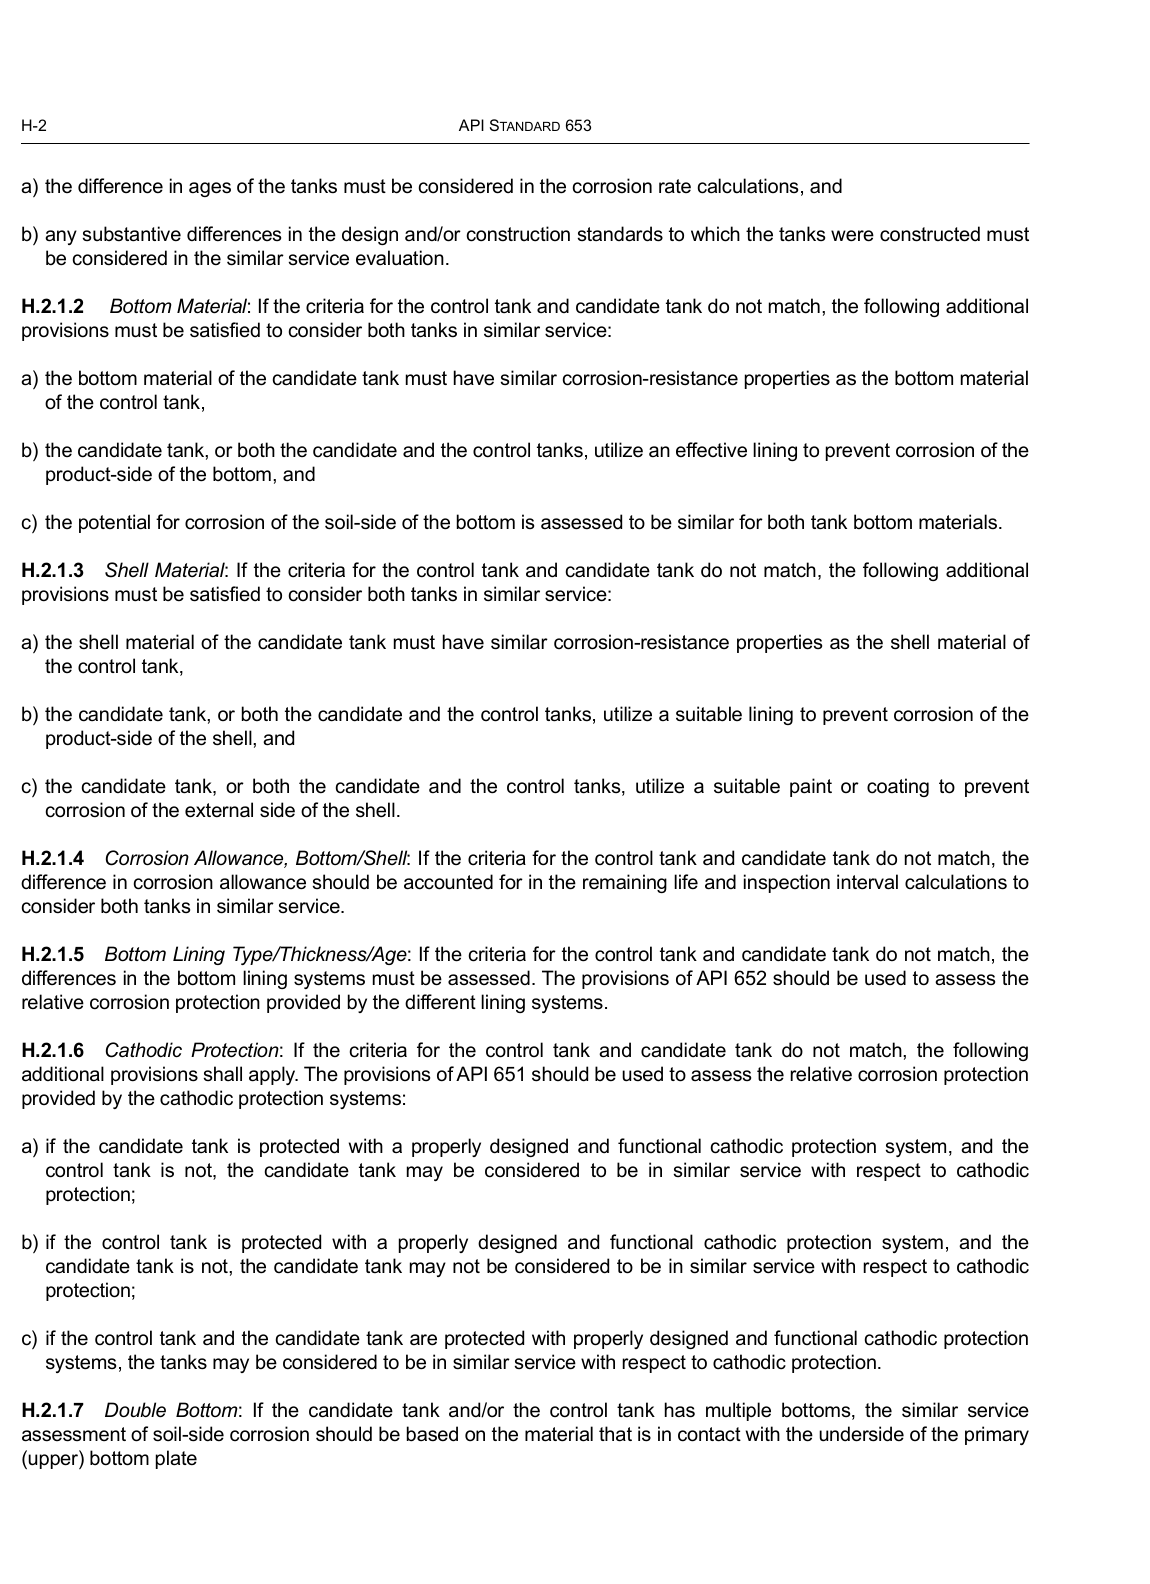 H-2 API STANDARD 653
a) the difference in ages of the tanks must be considered in the corrosion rate calculations, and
b) any substantive differences in the design and/or construction standards to which the tanks were constructed must
be considered in the similar service evaluation.
H.2.1.2 Bottom Material: If the criteria for the control tank and candidate tank do not match, the following additional
provisions must be satisfied to consider both tanks in similar service:
a) the bottom material of the candidate tank must have similar corrosion-resistance properties as the bottom material
of the control tank,
b) the candidate tank, or both the candidate and the control tanks, utilize an effective lining to prevent corrosion of the
product-side of the bottom, and
c) the potential for corrosion of the soil-side of the bottom is assessed to be similar for both tank bottom materials.
H.2.1.3 Shell Material: If the criteria for the control tank and candidate tank do not match, the following additional
provisions must be satisfied to consider both tanks in similar service:
a) the shell material of the candidate tank must have similar corrosion-resistance properties as the shell material of
the control tank,
b) the candidate tank, or both the candidate and the control tanks, utilize a suitable lining to prevent corrosion of the
product-side of the shell, and
c) the candidate tank, or both the candidate and the control tanks, utilize a suitable paint or coating to prevent
corrosion of the external side of the shell.
H.2.1.4 Corrosion Allowance, Bottom/Shell: If the criteria for the control tank and candidate tank do not match, the
difference in corrosion allowance should be accounted for in the remaining life and inspection interval calculations to
consider both tanks in similar service.
H.2.1.5 Bottom Lining Type/Thickness/Age: If the criteria for the control tank and candidate tank do not match, the
differences in the bottom lining systems must be assessed. The provisions of API 652 should be used to assess the
relative corrosion protection provided by the different lining systems.
H.2.1.6 Cathodic Protection: If the criteria for the control tank and candidate tank do not match, the following
additional provisions shall apply. The provisions of API 651 should be used to assess the relative corrosion protection
provided by the cathodic protection systems:
a) if the candidate tank is protected with a properly designed and functional cathodic protection system, and the
control tank is not, the candidate tank may be considered to be in similar service with respect to cathodic
protection;
b) if the control tank is protected with a properly designed and functional cathodic protection system, and the
candidate tank is not, the candidate tank may not be considered to be in similar service with respect to cathodic
protection;
c) if the control tank and the candidate tank are protected with properly designed and functional cathodic protection
systems, the tanks may be considered to be in similar service with respect to cathodic protection.
H.2.1.7 Double Bottom: If the candidate tank and/or the control tank has multiple bottoms, the similar service
assessment of soil-side corrosion should be based on the material that is in contact with the underside of the primary
(upper) bottom plate